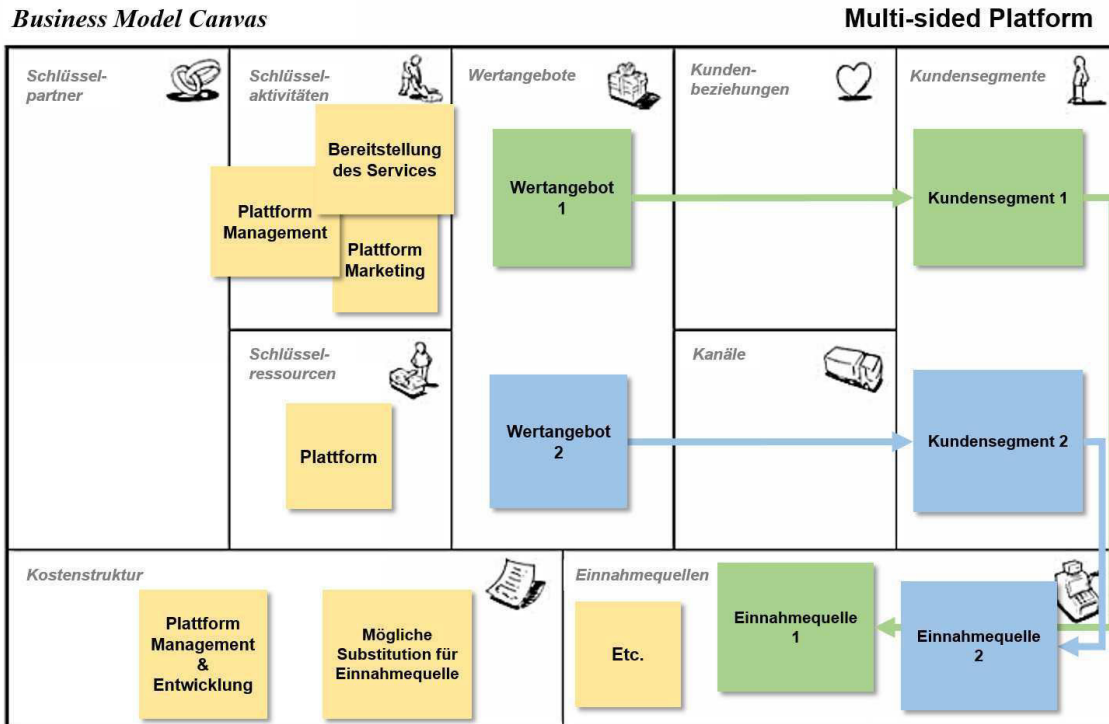 Business Model Canvas
Multi-sided Platform
Schlüssel-
partner
Schlüssel-
aktivitäten
Wertangebote
Kunden-
beziehungen
Kundensegmente
Bereitstellung
des Services
Plattform
Management
Plattform
Marketing
Wertangebot
1
Kundensegment 1
Schlüssel-
ressourcen
Kanäle
Plattform
Wertangebot
2
Kundensegment 2
Kostenstruktur
Plattform
Management
&
Entwicklung
Mögliche
Substitution für
Einnahmequelle
Einnahmequellen
Etc.
Einnahmequelle
1
Einnahmequelle
2